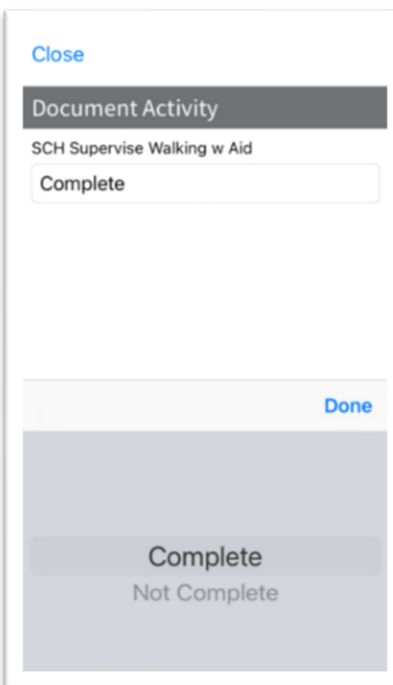 Close
Document Activity
SCH Supervise Walking w Aid
Complete
Done
Complete
Not Complete